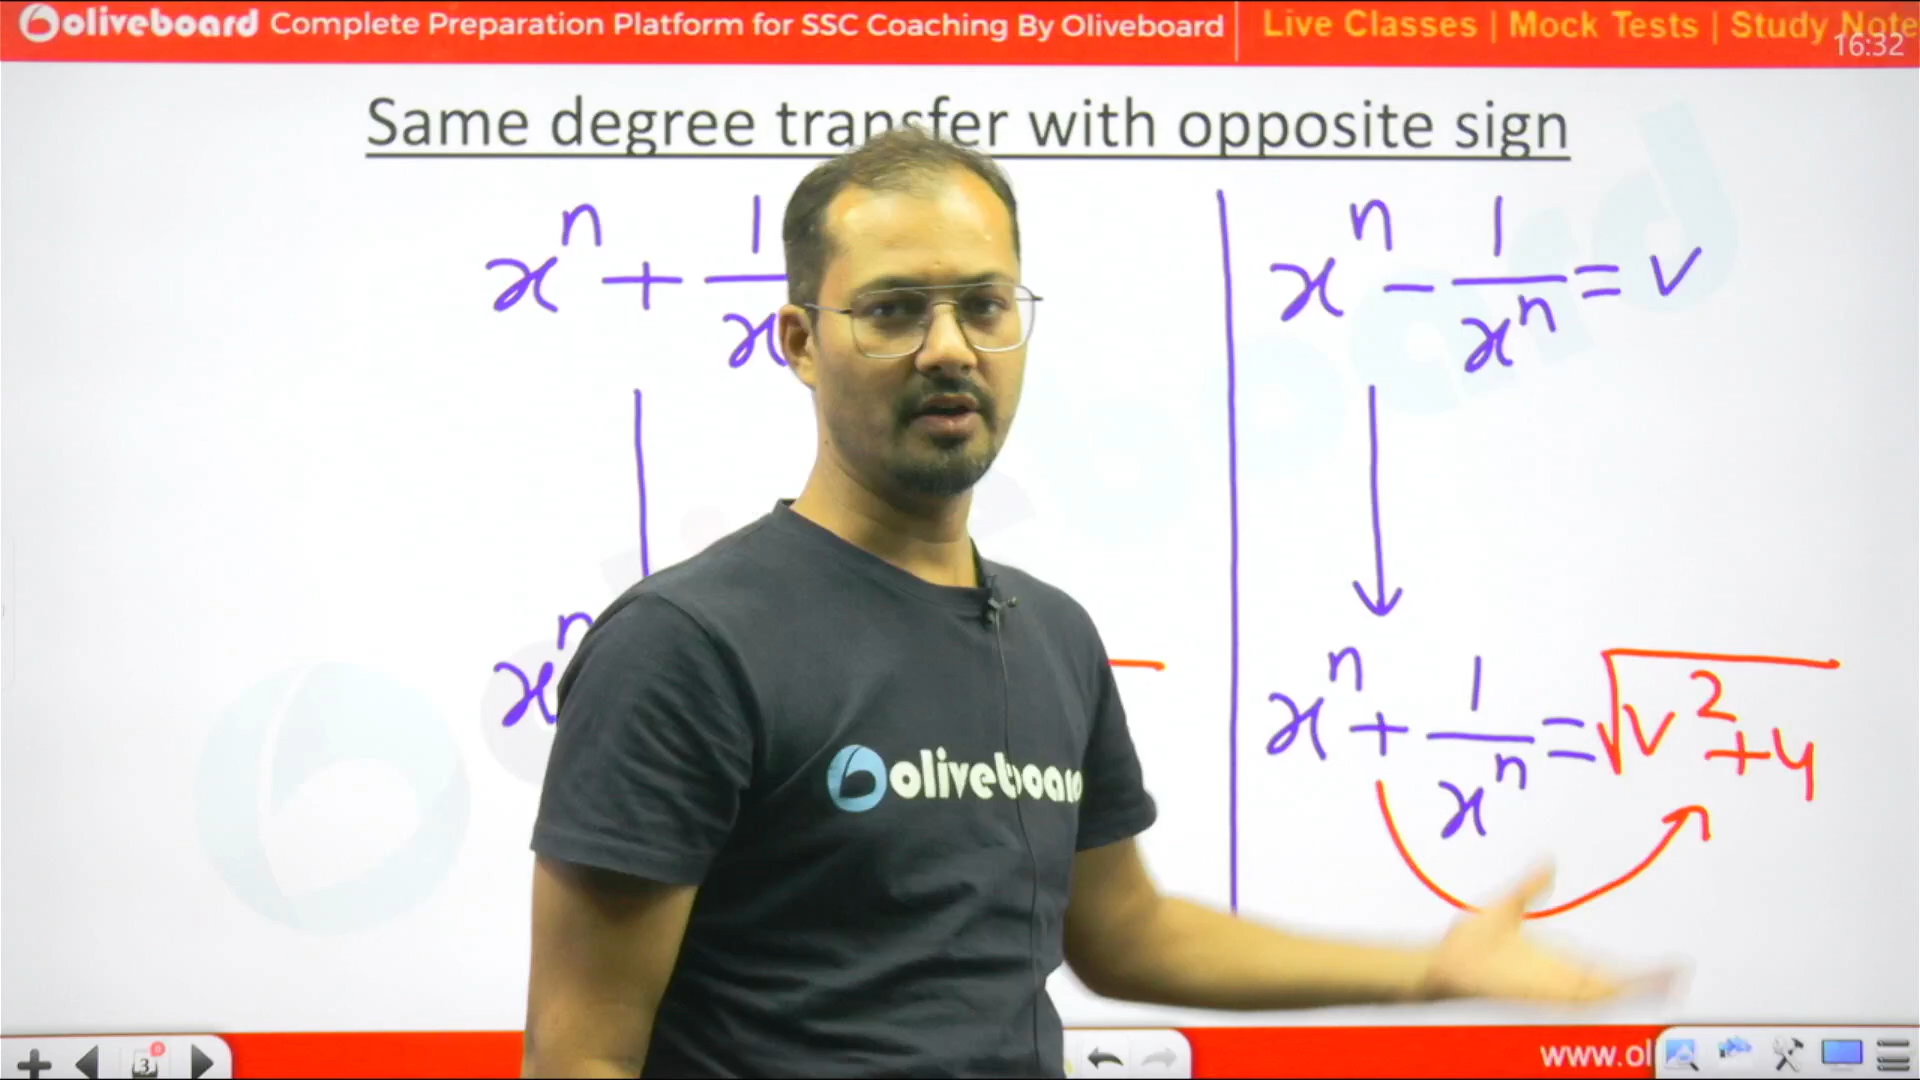 oliveboard Complete Preparation Platform for SSC Coaching By Oliveboard Live Classes | Mock Tests | Study Note
16:32
Same degree transfer with opposite sign
xⁿ + 1/x
xⁿ - 1/xⁿ = v
xⁿ
xⁿ + 1/xⁿ = √(v² + 4)
oliveboard
3
www.ol